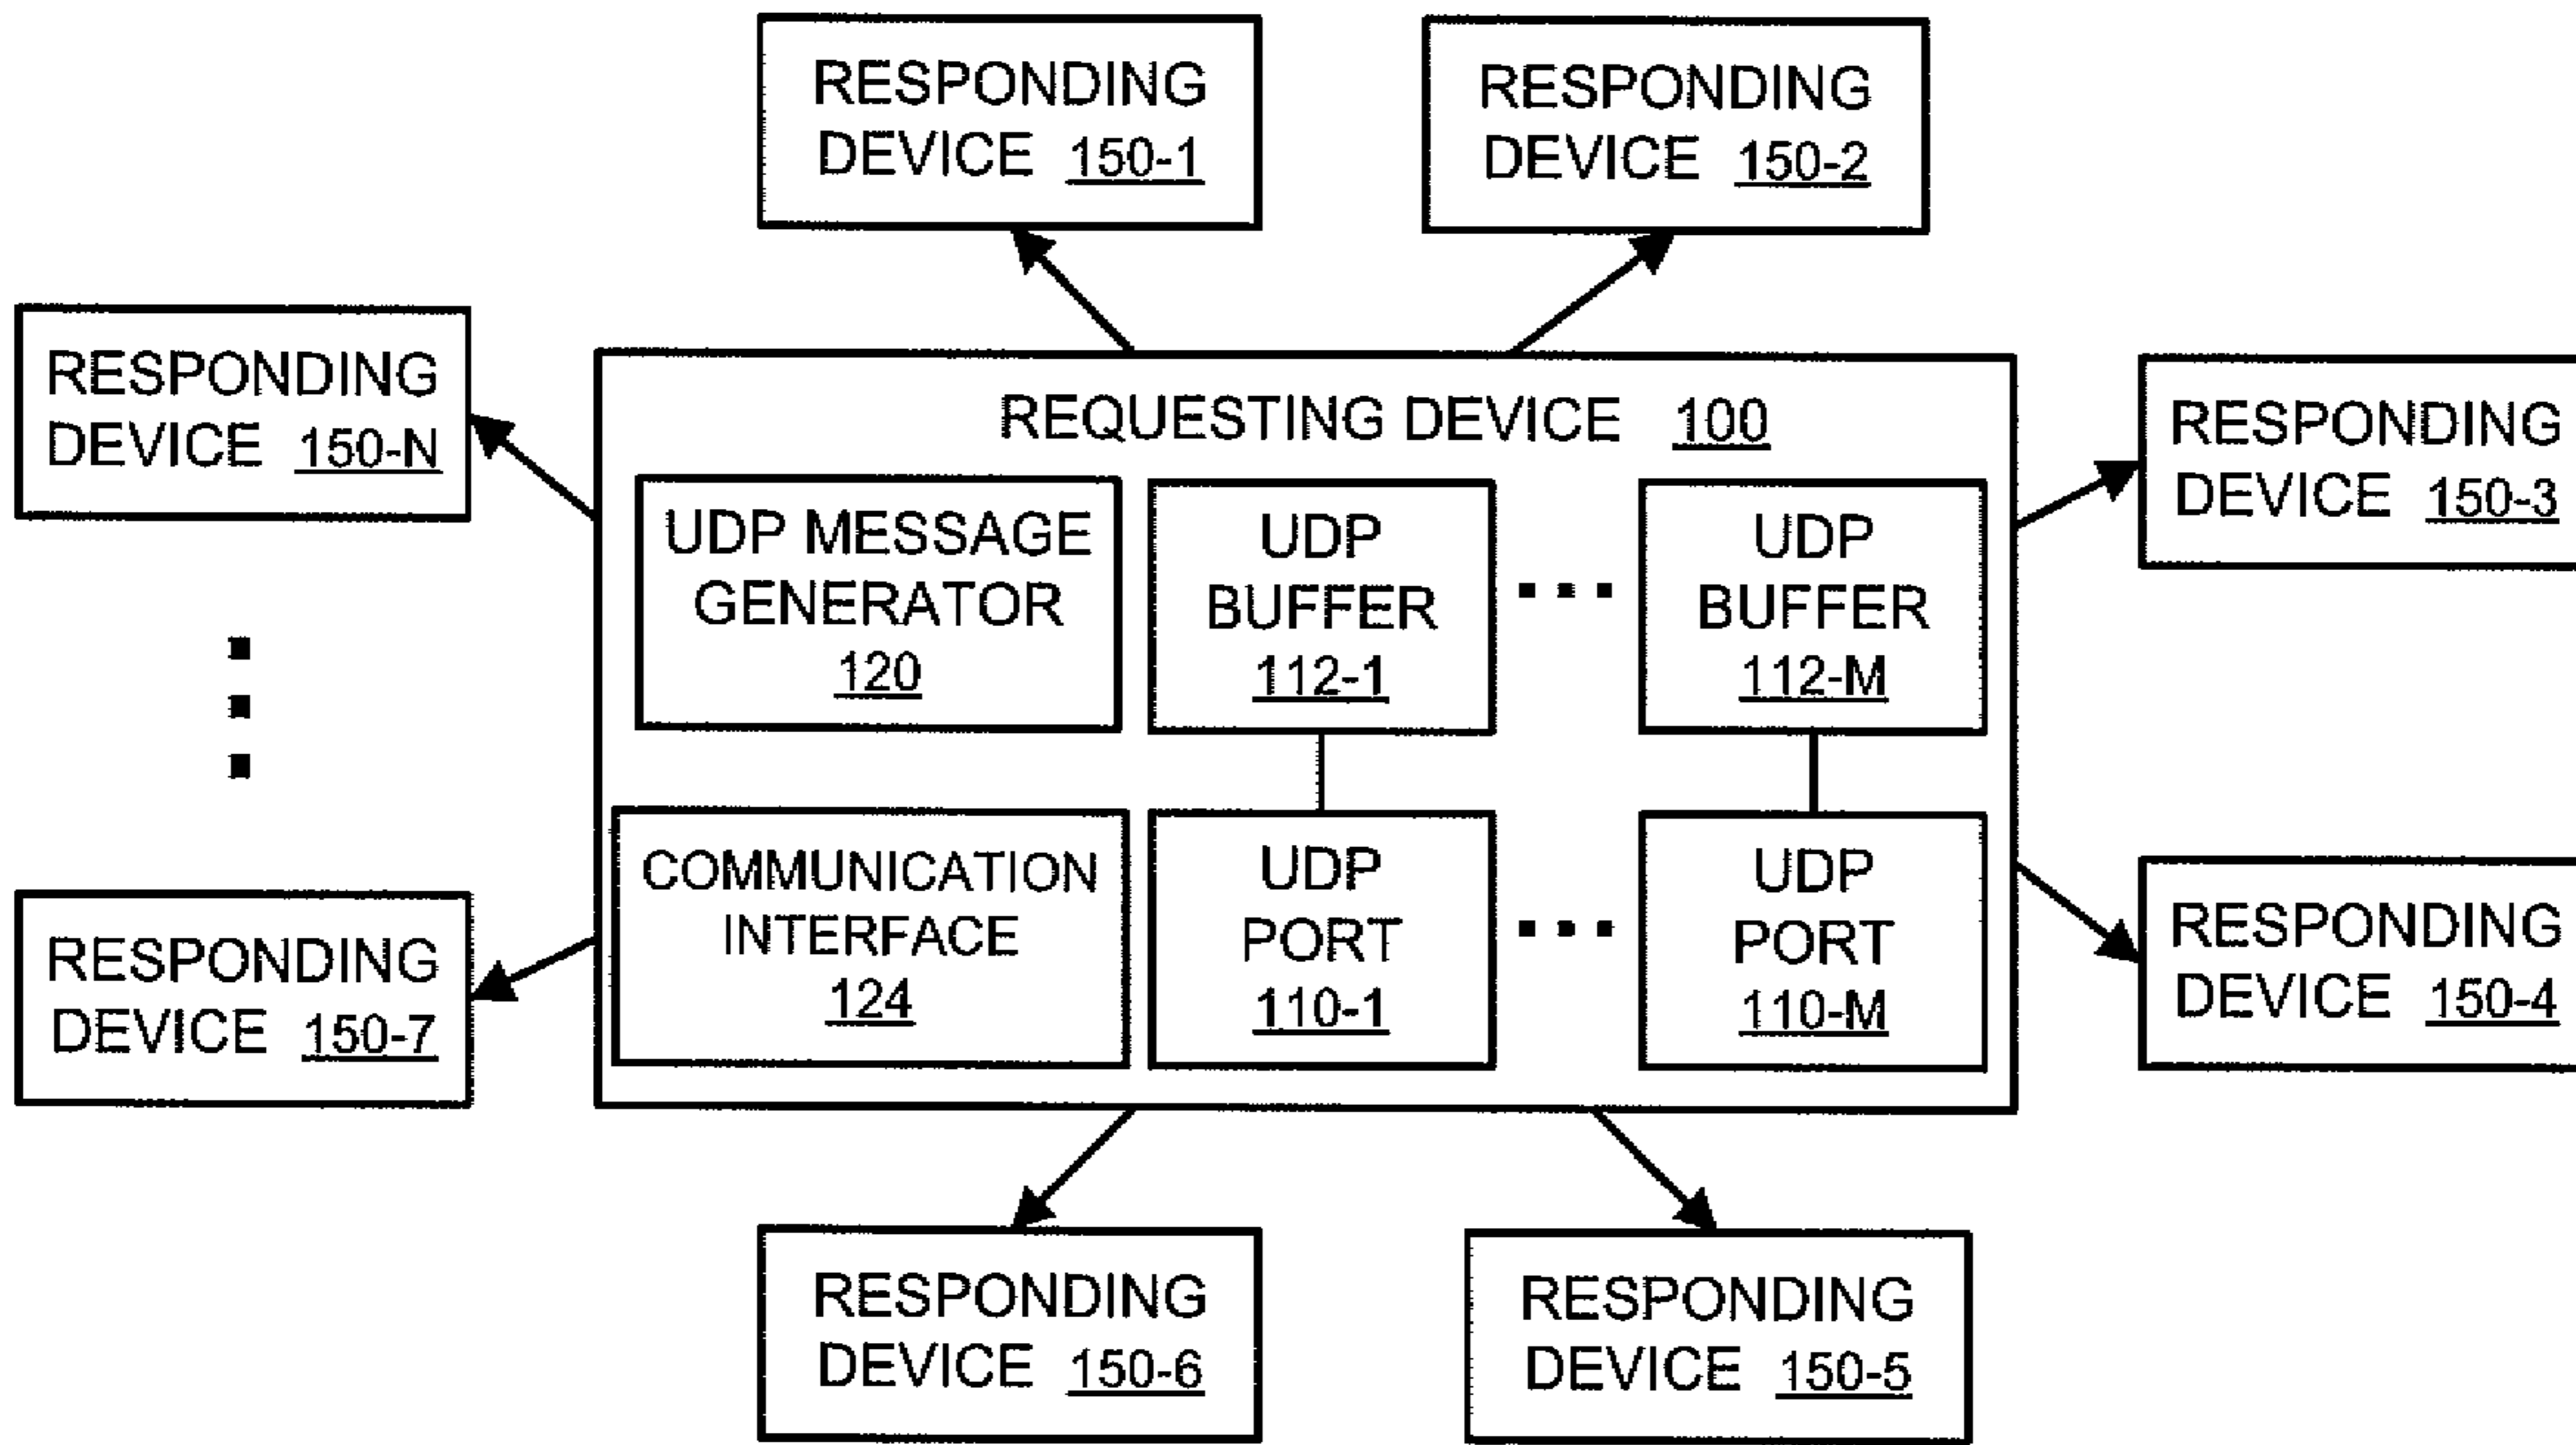 RESPONDING
DEVICE 150-1
RESPONDING
DEVICE 150-2
RESPONDING
DEVICE 150-N
REQUESTING DEVICE 100
RESPONDING
DEVICE 150-3
UDP MESSAGE
GENERATOR
120
UDP
BUFFER
112-1
UDP
BUFFER
112-M
COMMUNICATION
INTERFACE
124
UDP
PORT
110-1
UDP
PORT
110-M
RESPONDING
DEVICE 150-7
RESPONDING
DEVICE 150-4
RESPONDING
DEVICE 150-6
RESPONDING
DEVICE 150-5